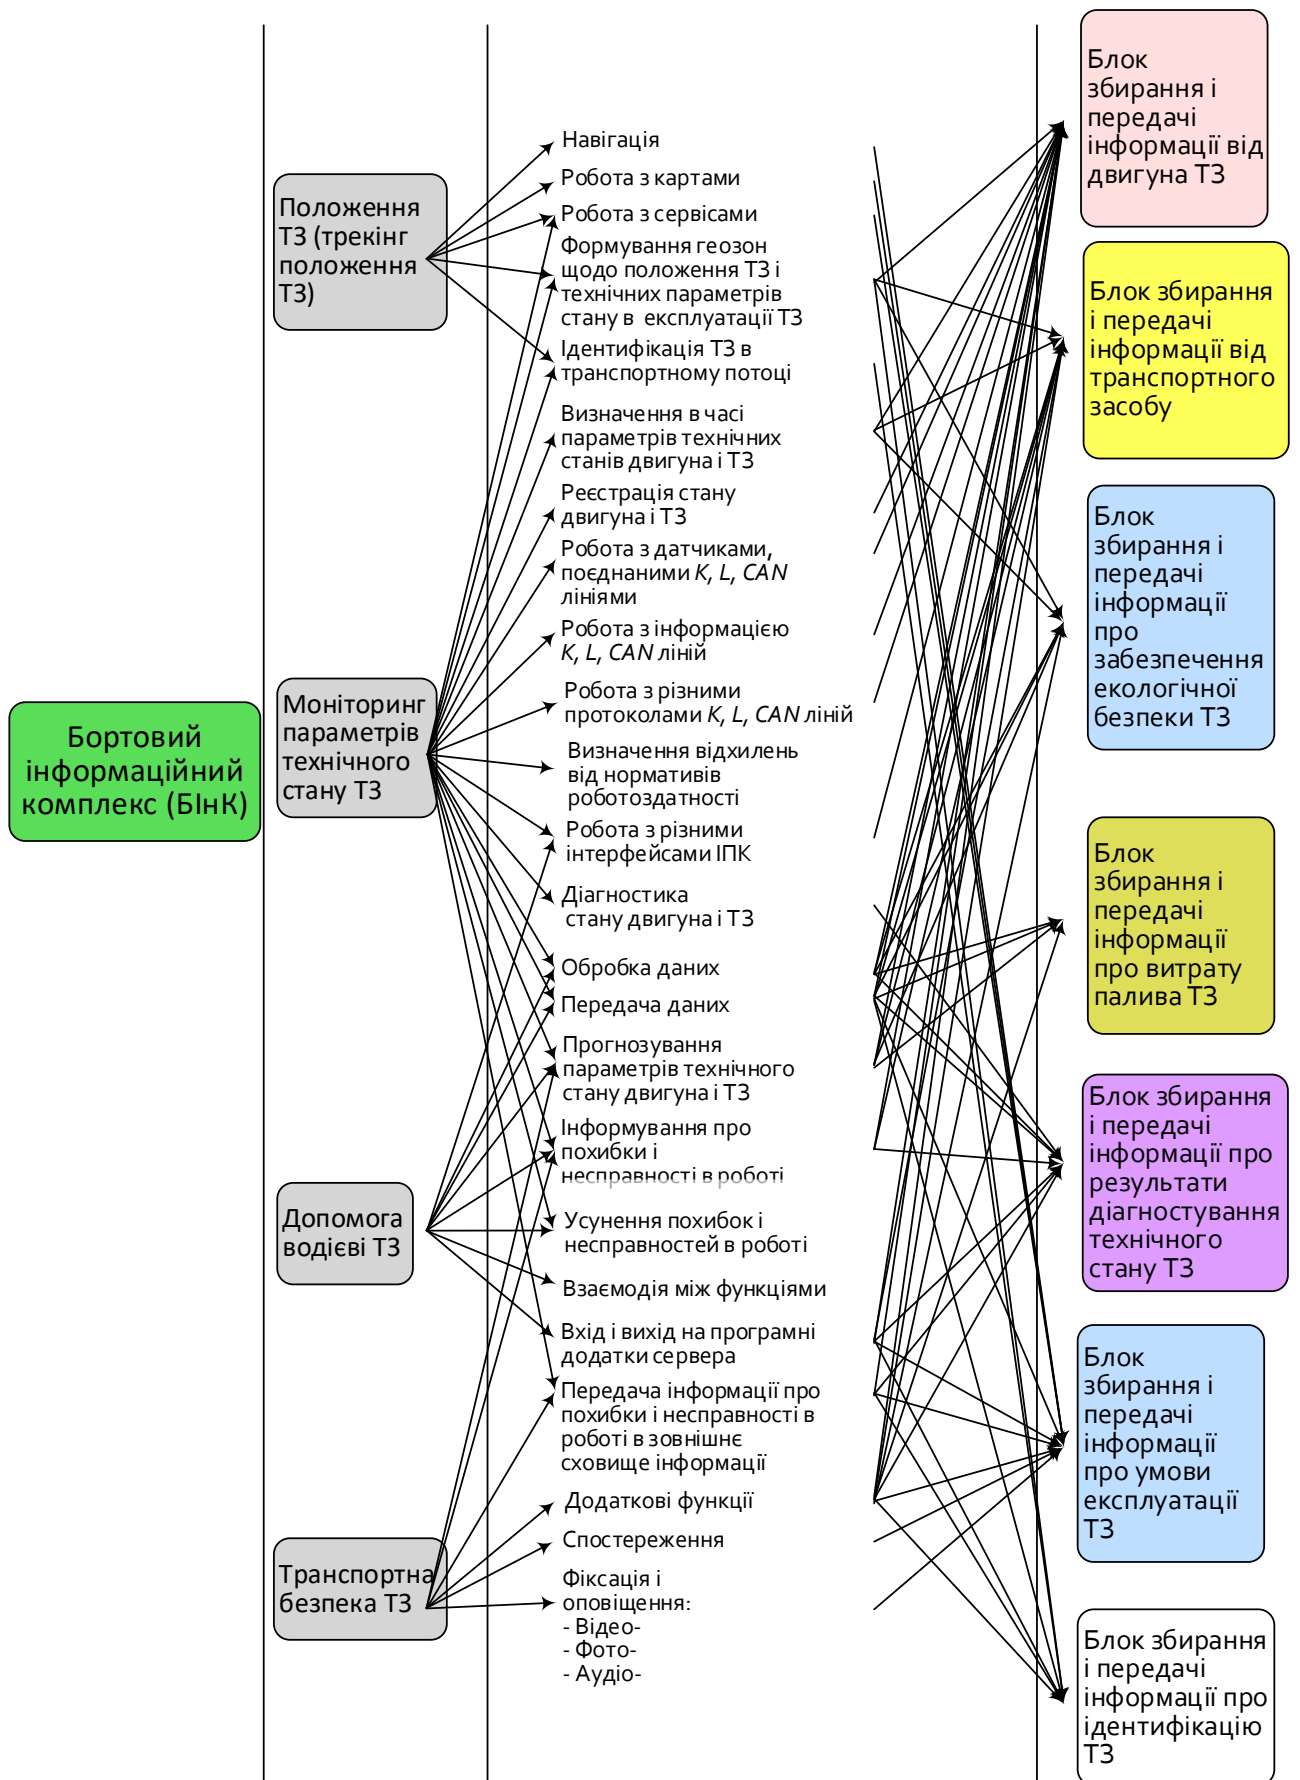 Бортовий
інформаційний
комплекс (БІнК)
Положення
ТЗ (трекінг
положення
ТЗ)
Моніторинг
параметрів
технічного
стану ТЗ
Допомога
водієві ТЗ
Транспортна
безпека ТЗ
Навігація
Робота з картами
Робота з сервісами
Формування геозон
щодо положення ТЗ і
технічних параметрів
стану в експлуатації ТЗ
Ідентифікація ТЗ в
транспортному потоці
Визначення в часі
параметрів технічних
станів двигуна і ТЗ
Реєстрація стану
двигуна і ТЗ
Робота з датчиками,
поєднаними K, L, CAN
лініями
Робота з інформацією
K, L, CAN ліній
Робота з різними
протоколами K, L, CAN ліній
Визначення відхилень
від нормативів
роботоздатності
Робота з різними
інтерфейсами ІПК
Діагностика
стану двигуна і ТЗ
Обробка даних
Передача даних
Прогнозування
параметрів технічного
стану двигуна і ТЗ
Інформування про
похибки і
несправності в роботі
Усунення похибок і
несправностей в роботі
Взаємодія між функціями
Вхід і вихід на програмні
додатки сервера
Передача інформації про
похибки і несправності в
роботі в зовнішнє
сховище інформації
Додаткові функції
Спостереження
Фіксація і
оповіщення:
- Відео-
- Фото-
- Аудіо-
Блок
збирання і
передачі
інформації від
двигуна ТЗ
Блок збирання
і передачі
інформації від
транспортного
засобу
Блок
збирання і
передачі
інформації
про
забезпечення
екологічної
безпеки ТЗ
Блок
збирання і
передачі
інформації
про витрату
палива ТЗ
Блок збирання
і передачі
інформації про
результати
діагностування
технічного
стану ТЗ
Блок
збирання і
передачі
інформації
про умови
експлуатації
ТЗ
Блок збирання
і передачі
інформації про
ідентифікацію
ТЗ